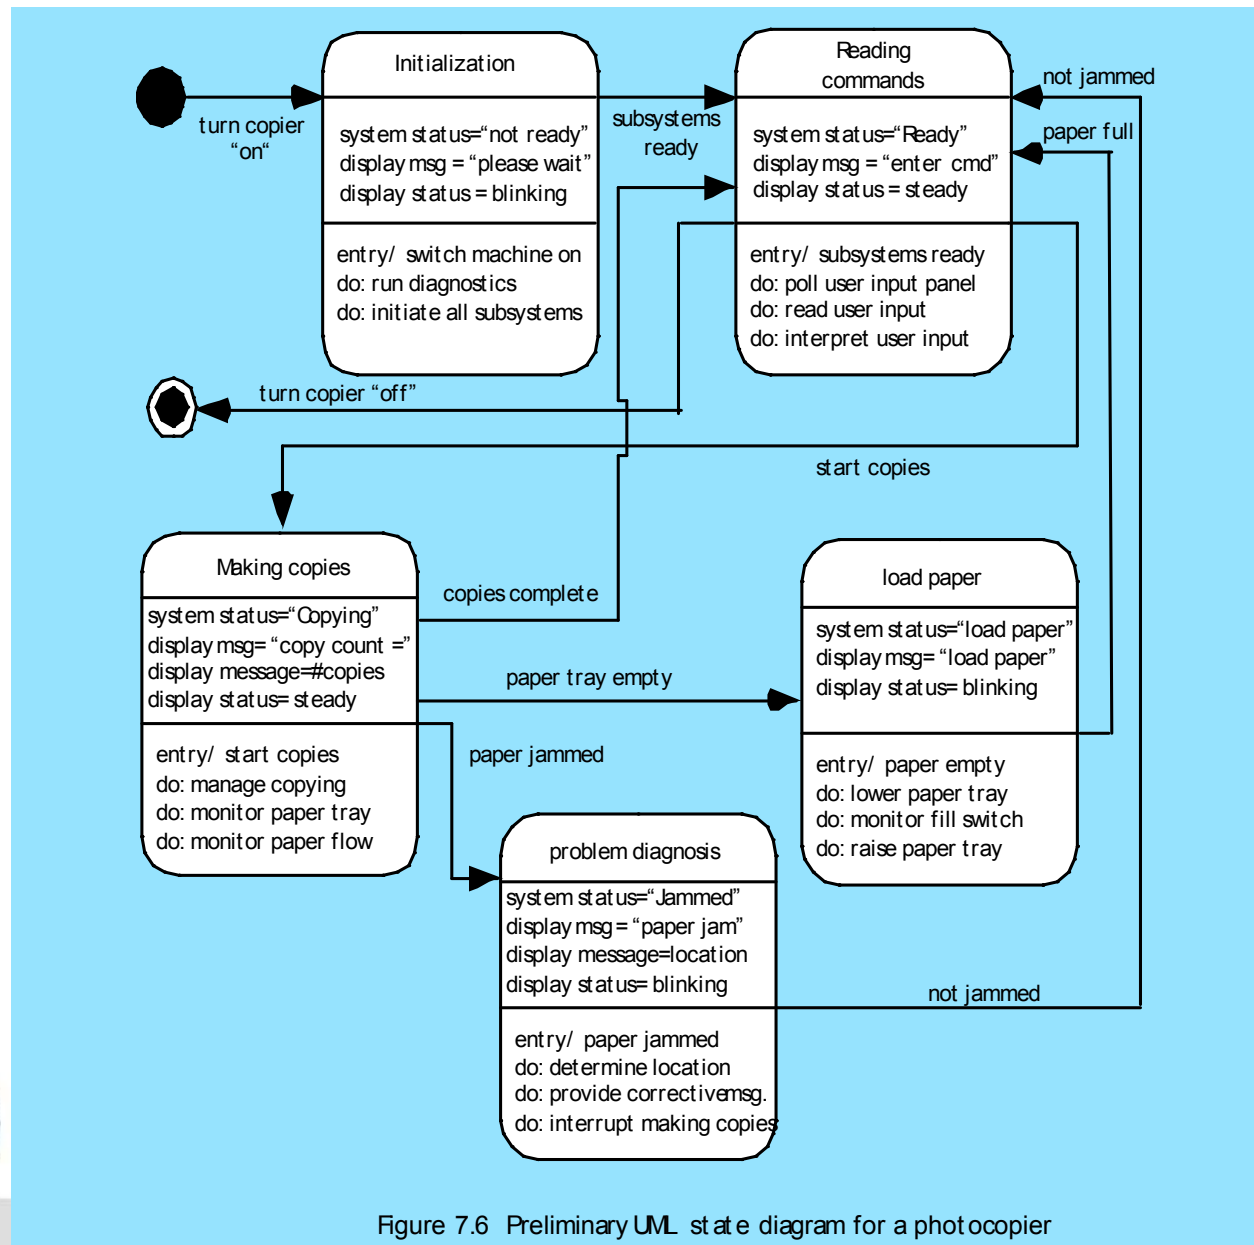 Initialization
system status="not ready"
display msg = "please wait"
display status = blinking
entry/ switch machine on
do: run diagnostics
do: initiate all subsystems
turn copier
"on"
subsystems
ready
Reading
commands
system status="Ready"
display msg = "enter cmd"
display status = steady
entry/ subsystems ready
do: poll user input panel
do: read user input
do: interpret user input
not jammed
paper full
turn copier "off"
start copies
Making copies
system status="Copying"
display msg= "copy count ="
display message=#copies
display status= steady
entry/ start copies
do: manage copying
do: monitor paper tray
do: monitor paper flow
copies complete
paper tray empty
paper jammed
load paper
system status="load paper"
display msg= "load paper"
display status= blinking
entry/ paper empty
do: lower paper tray
do: monitor fill switch
do: raise paper tray
problem diagnosis
system status="Jammed"
display msg = "paper jam"
display message=location
display status= blinking
entry/ paper jammed
do: determine location
do: provide correctivemsg.
do: interrupt making copies
not jammed
Figure 7.6 Preliminary UML state diagram for a photocopier